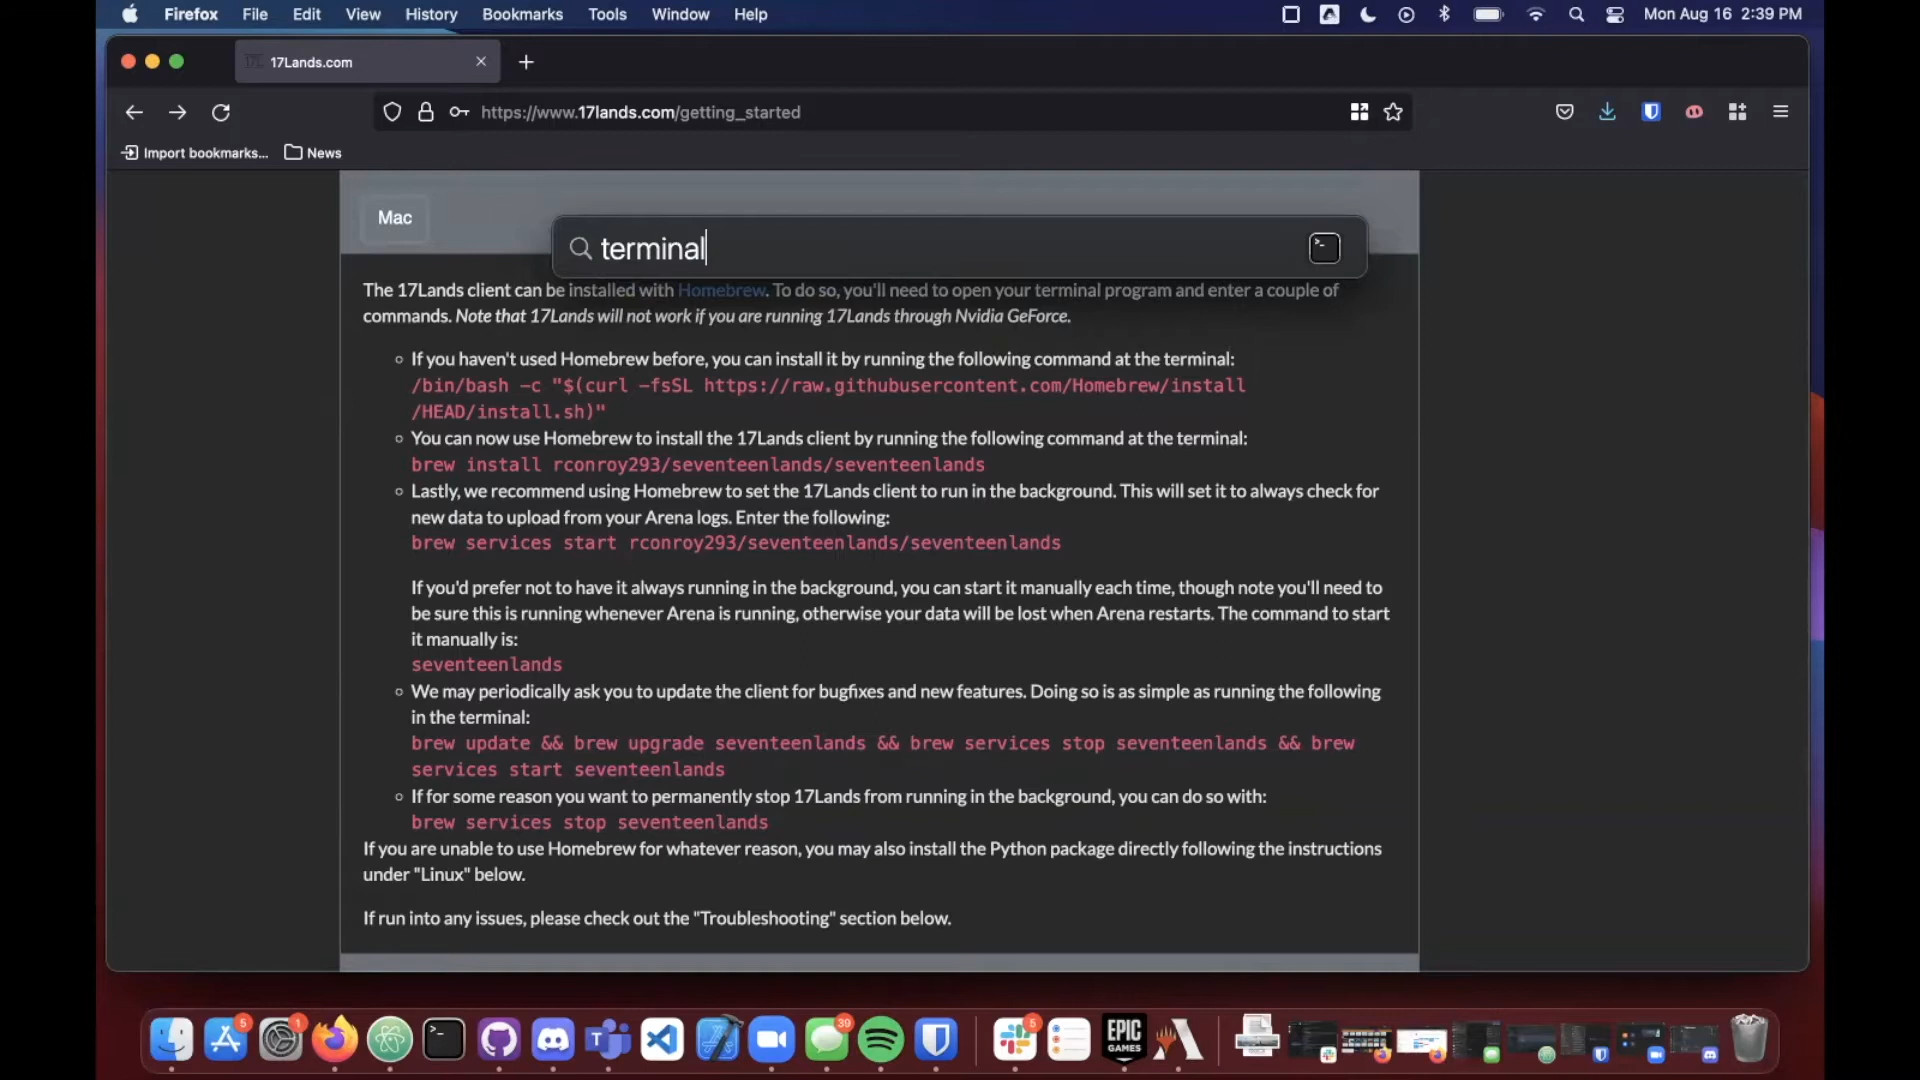 Firefox File Edit View History Bookmarks Tools Window Help Mon Aug 16 2:39 PM
17Lands.com
https://www.17lands.com/getting_started
Import bookmarks... News
Mac
terminal
The 17Lands client can be installed with Homebrew. To do so, you'll need to open your terminal program and enter a couple of
commands. Note that 17Lands will not work if you are running 17Lands through Nvidia GeForce.
If you haven't used Homebrew before, you can install it by running the following command at the terminal:
/bin/bash -c "$(curl -fsSL https://raw.githubusercontent.com/Homebrew/install
/HEAD/install.sh)"
You can now use Homebrew to install the 17Lands client by running the following command at the terminal:
brew install rconroy293/seventeenlands/seventeenlands
Lastly, we recommend using Homebrew to set the 17Lands client to run in the background. This will set it to always check for
new data to upload from your Arena logs. Enter the following:
brew services start rconroy293/seventeenlands/seventeenlands
If you'd prefer not to have it always running in the background, you can start it manually each time, though note you'll need to
be sure this is running whenever Arena is running, otherwise your data will be lost when Arena restarts. The command to start
it manually is:
seventeenlands
We may periodically ask you to update the client for bugfixes and new features. Doing so is as simple as running the following
in the terminal:
brew update && brew upgrade seventeenlands && brew services stop seventeenlands && brew
services start seventeenlands
If for some reason you want to permanently stop 17Lands from running in the background, you can do so with:
brew services stop seventeenlands
If you are unable to use Homebrew for whatever reason, you may also install the Python package directly following the instructions
under "Linux" below.
If run into any issues, please check out the "Troubleshooting" section below.
5 1 39 5
EPIC
GAMES